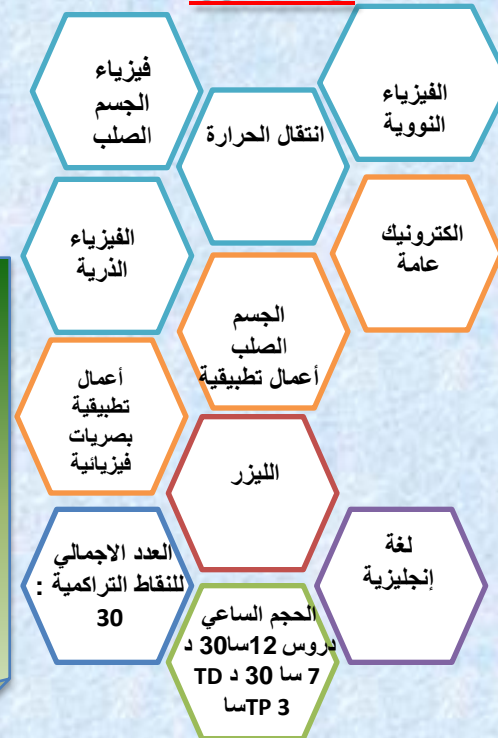 الفيزياء
النووية
فيزياء
الجسم
الصلب
انتقال الحرارة
الكترونيك
عامة
الفيزياء
الذرية
الجسم
الصلب
أعمال تطبيقية
أعمال
تطبيقية
بصريات
فيزيائية
الليزر
لغة
إنجليزية
العدد الاجمالي
للنقاط التراكمية :
30
الحجم الساعي
دروس 12سا30 د
7 سا 30 د TD
3 TPسا